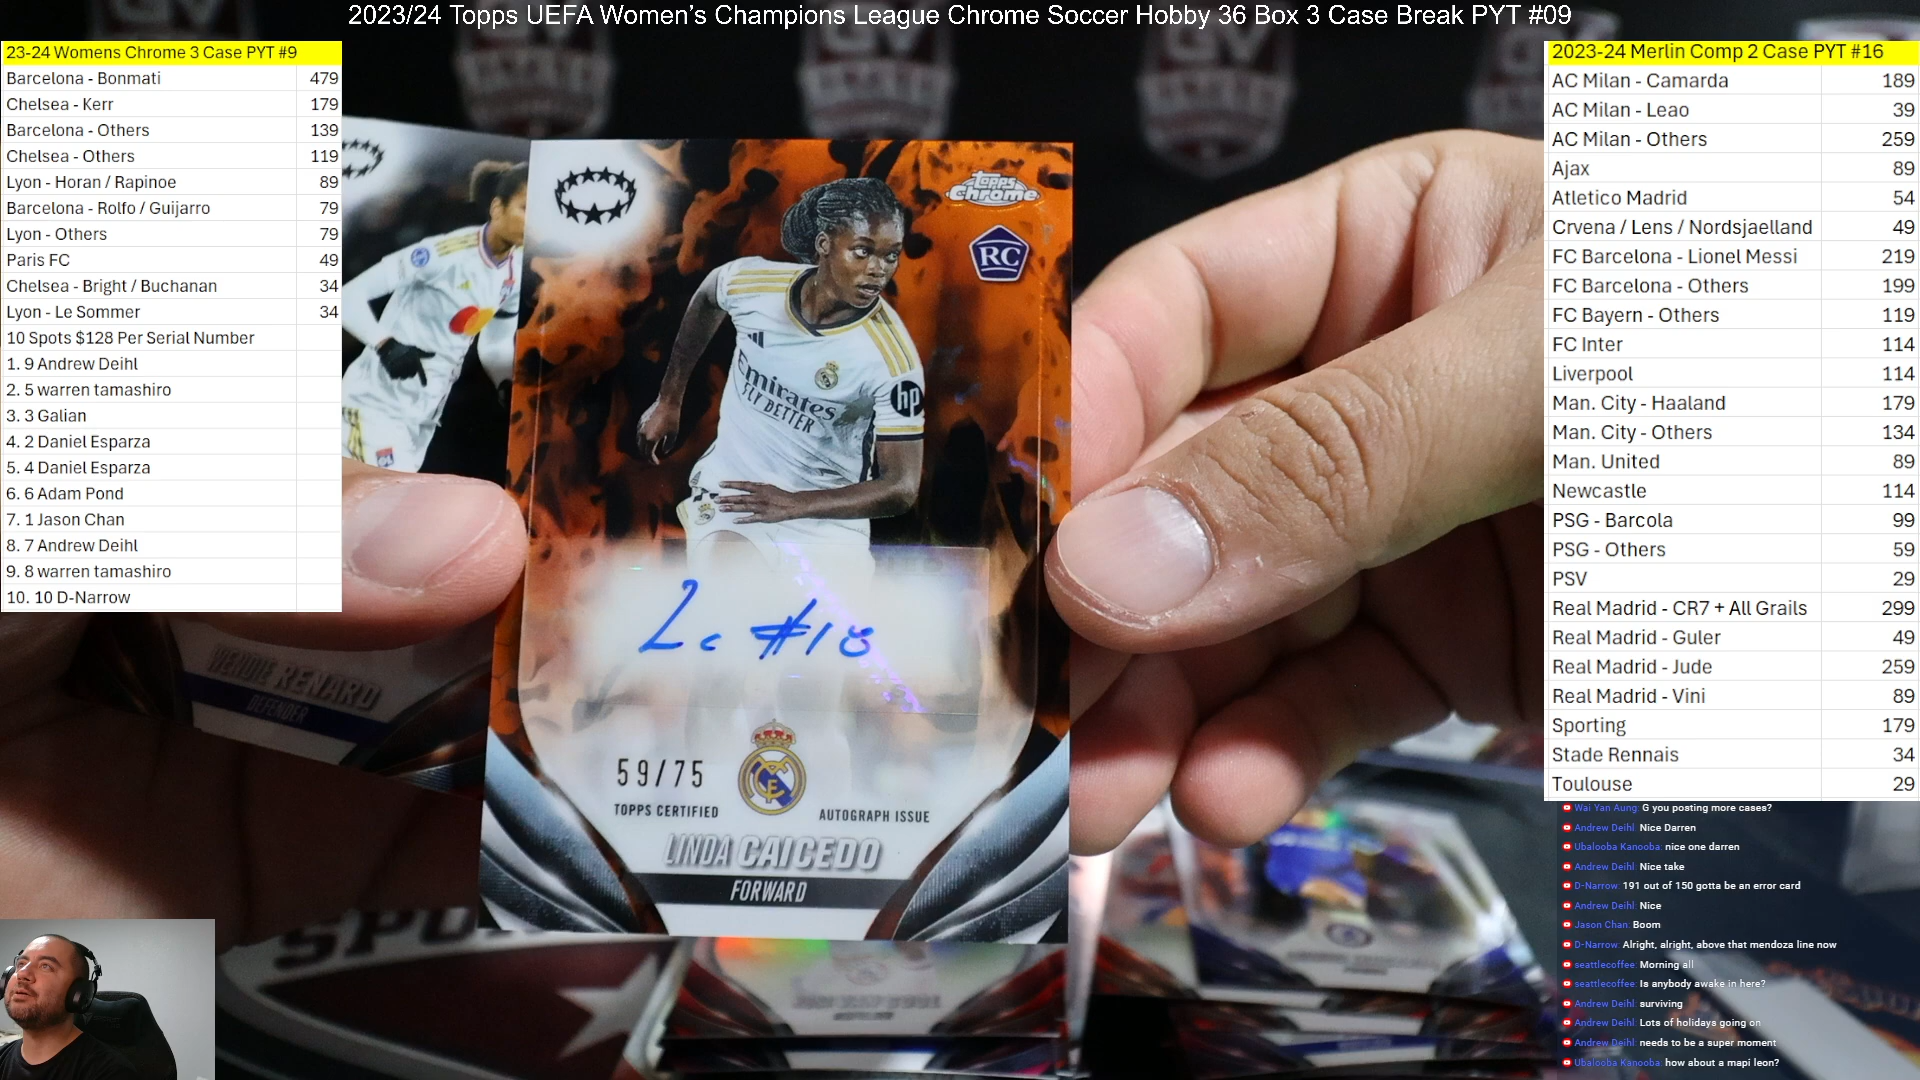 2023/24 Topps UEFA Women’s Champions League Chrome Soccer Hobby 36 Box 3 Case Break PYT #09
23-24 Womens Chrome 3 Case PYT #9
Barcelona - Bonmati 479
Chelsea - Kerr 179
Barcelona - Others 139
Chelsea - Others 119
Lyon - Horan / Rapinoe 89
Barcelona - Rolfo / Guijarro 79
Lyon - Others 79
Paris FC 49
Chelsea - Bright / Buchanan 34
Lyon - Le Sommer 34
10 Spots $128 Per Serial Number
1. 9 Andrew Deihl
2. 5 warren tamashiro
3. 3 Galian
4. 2 Daniel Esparza
5. 4 Daniel Esparza
6. 6 Adam Pond
7. 1 Jason Chan
8. 7 Andrew Deihl
9. 8 warren tamashiro
10. 10 D-Narrow
Topps Chrome
RC
Emirates
FLY BETTER
hp
Lc #18
59/75
TOPPS CERTIFIED AUTOGRAPH ISSUE
LINDA CAICEDO
FORWARD
WENDIE RENARD
DEFENDER
SPO
2023-24 Merlin Comp 2 Case PYT #16
AC Milan - Camarda 189
AC Milan - Leao 39
AC Milan - Others 259
Ajax 89
Atletico Madrid 54
Crvena / Lens / Nordsjaelland 49
FC Barcelona - Lionel Messi 219
FC Barcelona - Others 199
FC Bayern - Others 119
FC Inter 114
Liverpool 114
Man. City - Haaland 179
Man. City - Others 134
Man. United 89
Newcastle 114
PSG - Barcola 99
PSG - Others 59
PSV 29
Real Madrid - CR7 + All Grails 299
Real Madrid - Guler 49
Real Madrid - Jude 259
Real Madrid - Vini 89
Sporting 179
Stade Rennais 34
Toulouse 29
Wai Yan Aung: G you posting more cases?
Andrew Deihl: Nice Darren
Ubalooba Kanooba: nice one darren
Andrew Deihl: Nice take
D-Narrow: 191 out of 150 gotta be an error card
Andrew Deihl: Nice
Jason Chan: Boom
D-Narrow: Alright, alright, above that mendoza line now
seattlecoffee: Morning all
seattlecoffee: Is anybody awake in here?
Andrew Deihl: surviving
Andrew Deihl: Lots of holidays going on
Andrew Deihl: needs to be a super moment
Ubalooba Kanooba: how about a mapi leon?